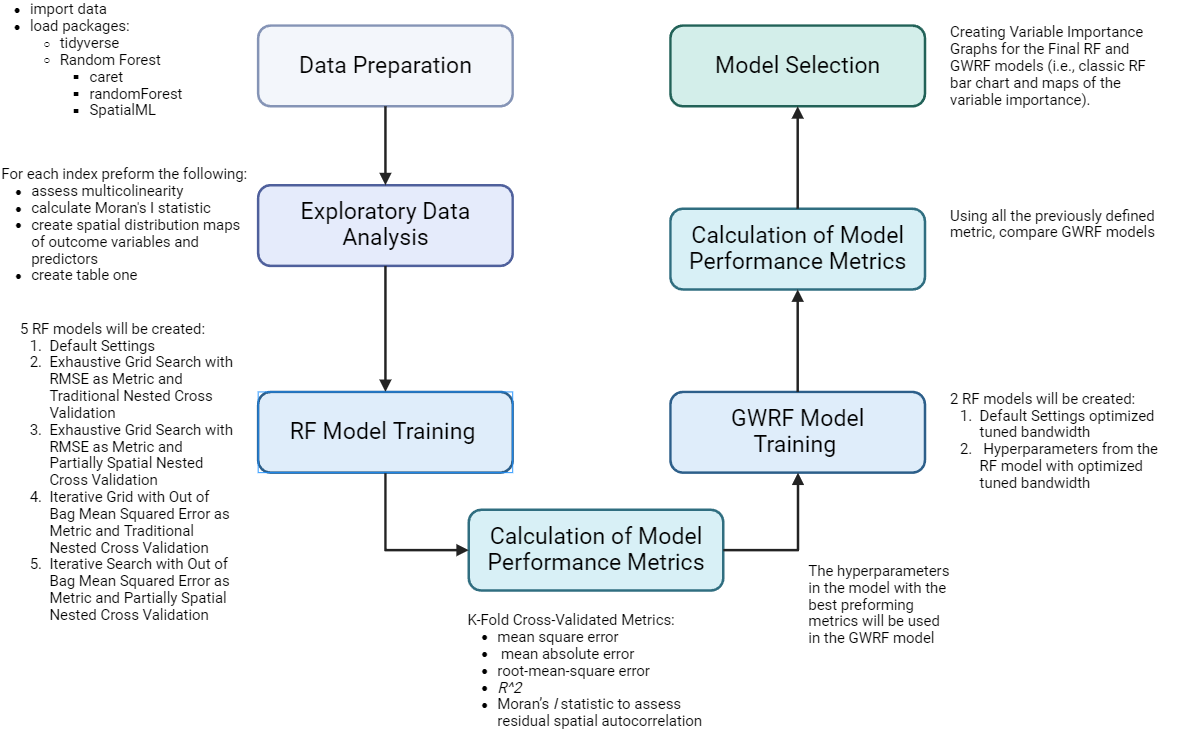 import data
load packages:
tidyverse
Random Forest
caret
randomForest
SpatialML
Data Preparation
For each index preform the following:
assess multicolinearity
calculate Moran's I statistic
create spatial distribution maps
of outcome variables and
predictors
create table one
Exploratory Data
Analysis
5 RF models will be created:
1. Default Settings
2. Exhaustive Grid Search with
RMSE as Metric and
Traditional Nested Cross
Validation
3. Exhaustive Grid Search with
RMSE as Metric and
Partially Spatial Nested
Cross Validation
4. Iterative Grid with Out of
Bag Mean Squared Error as
Metric and Traditional
Nested Cross Validation
5. Iterative Search with Out of
Bag Mean Squared Error as
Metric and Partially Spatial
Nested Cross Validation
RF Model Training
Calculation of Model
Performance Metrics
K-Fold Cross-Validated Metrics:
mean square error
mean absolute error
root-mean-square error
R^2
Moran's I statistic to assess
residual spatial autocorrelation
The hyperparameters
in the model with the
best preforming
metrics will be used
in the GWRF model
GWRF Model
Training
2 RF models will be created:
1. Default Settings optimized
tuned bandwidth
2. Hyperparameters from the
RF model with optimized
tuned bandwidth
Calculation of Model
Performance Metrics
Using all the previously defined
metric, compare GWRF models
Model Selection
Creating Variable Importance
Graphs for the Final RF and
GWRF models (i.e., classic RF
bar chart and maps of the
variable importance).